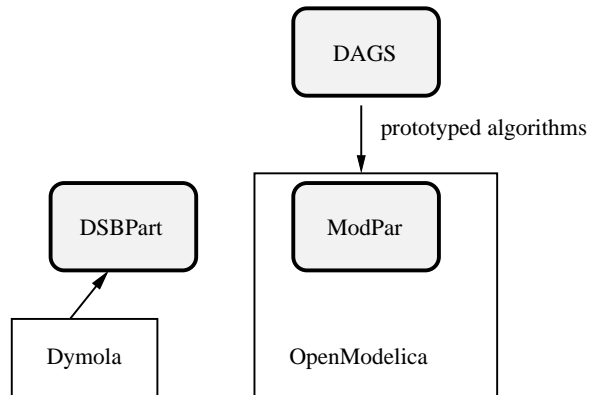 DAGS
prototyped algorithms
DSBPart
ModPar
Dymola
OpenModelica